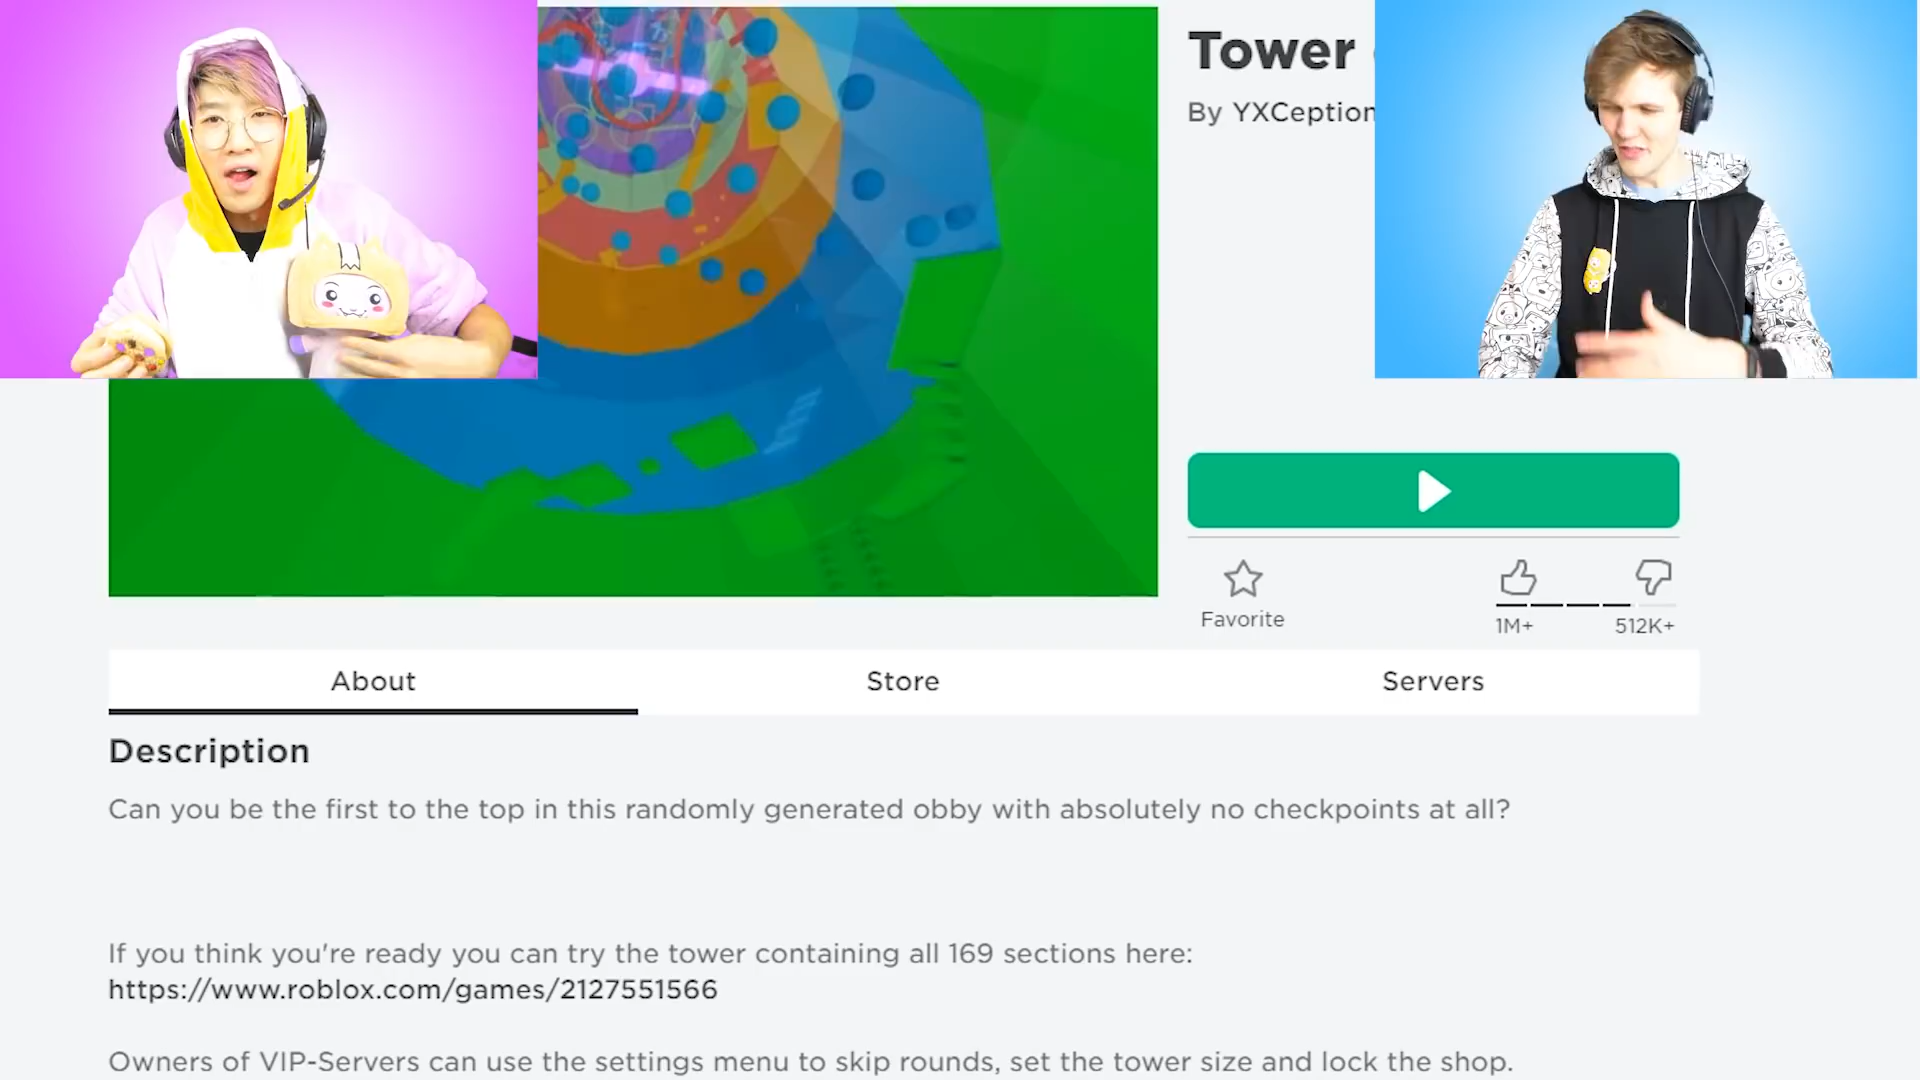 Tower
By YXCeption
Favorite
1M+
512K+
About
Store
Servers
Description
Can you be the first to the top in this randomly generated obby with absolutely no checkpoints at all?
If you think you're ready you can try the tower containing all 169 sections here:
https://www.roblox.com/games/2127551566
Owners of VIP-Servers can use the settings menu to skip rounds, set the tower size and lock the shop.